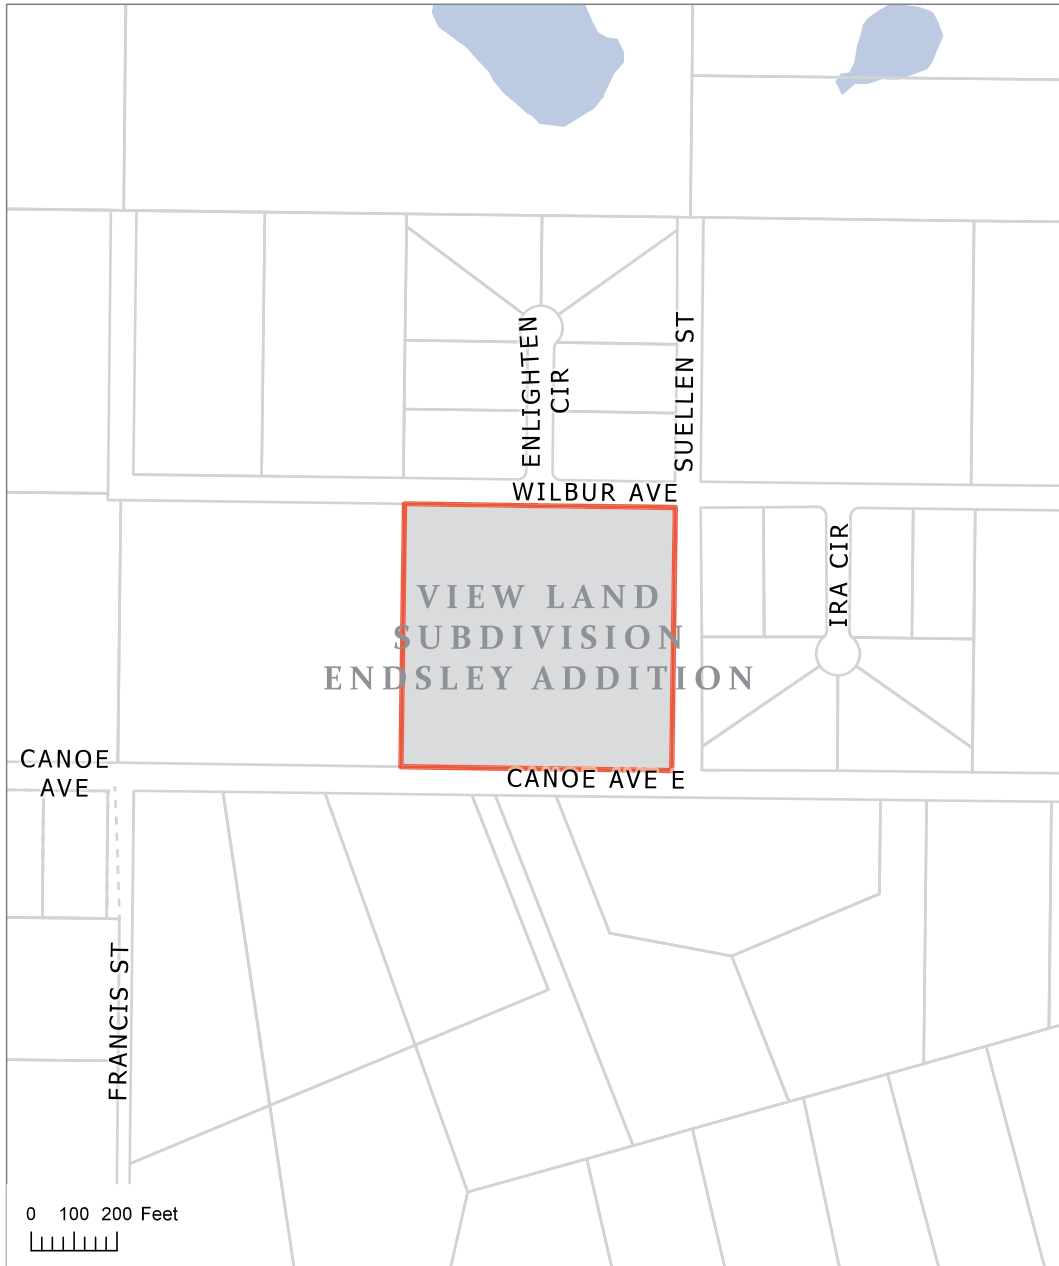 ENLIGHTEN
CIR
SUELLEN ST
WILBUR AVE
IRA CIR
VIEW LAND
SUBDIVISION
ENDSLEY ADDITION
CANOE
AVE
CANOE AVE E
FRANCIS ST
0 100 200 Feet